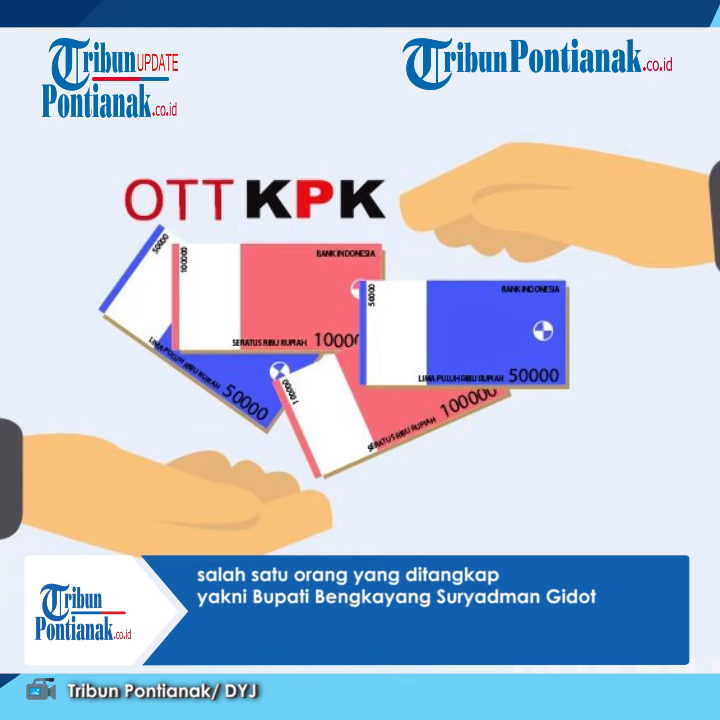 Tribun UPDATE
Pontianak.co.id
TribunPontianak.co.id
OTT KPK
50000
LIMA PULUH RIBU RUPIAH 50000
100000
BANK INDONESIA
SERATUS RIBU RUPIAH 10000
50000
BANK INDONESIA
LIMA PULUH RIBU RUPIAH 50000
100000
SERATUS RIBU RUPIAH 100000
Tribun
Pontianak.co.id
salah satu orang yang ditangkap
yakni Bupati Bengkayang Suryadman Gidot
Tribun Pontianak/ DYJ